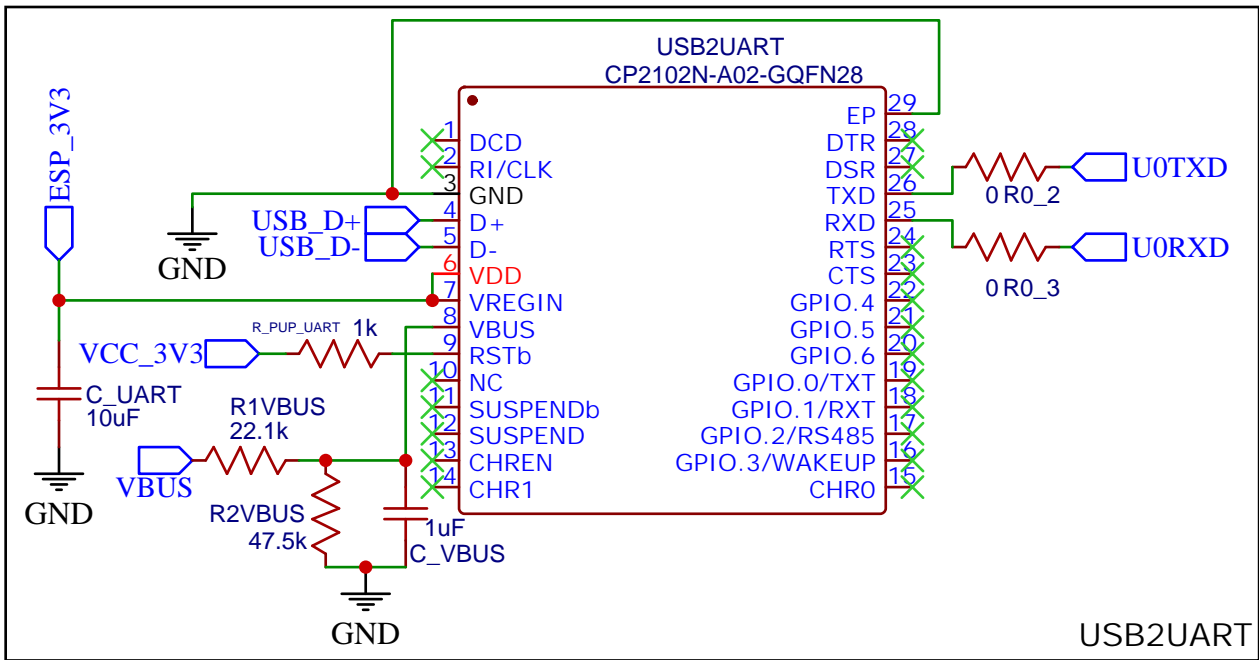 USB2UART
CP2102N-A02-GQFN28
ESP_3V3
1
DCD
2
RI/CLK
3
GND
4
D+
5
D-
6
VDD
7
VREGIN
8
VBUS
9
RSTb
10
NC
11
SUSPENDb
12
SUSPEND
13
CHREN
14
CHR1
EP
29
DTR
28
DSR
27
TXD
26
RXD
25
RTS
24
CTS
23
GPIO.4
22
GPIO.5
21
GPIO.6
20
GPIO.0/TXT
19
GPIO.1/RXT
18
GPIO.2/RS485
17
GPIO.3/WAKEUP
16
CHR0
15
GND
USB_D+
USB_D-
R_PUP_UART 1k
VCC_3V3
C_UART
10uF
GND
R1VBUS
22.1k
VBUS
R2VBUS
47.5k
1uF
C_VBUS
GND
U0TXD
0 R0_2
U0RXD
0 R0_3
USB2UART